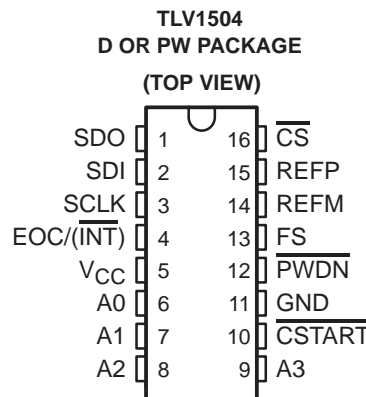 TLV1504
D OR PW PACKAGE
(TOP VIEW)
SDO 1 16 CS
SDI 2 15 REFP
SCLK 3 14 REFM
EOC/(INT) 4 13 FS
VCC 5 12 PWDN
A0 6 11 GND
A1 7 10 CSTART
A2 8 9 A3